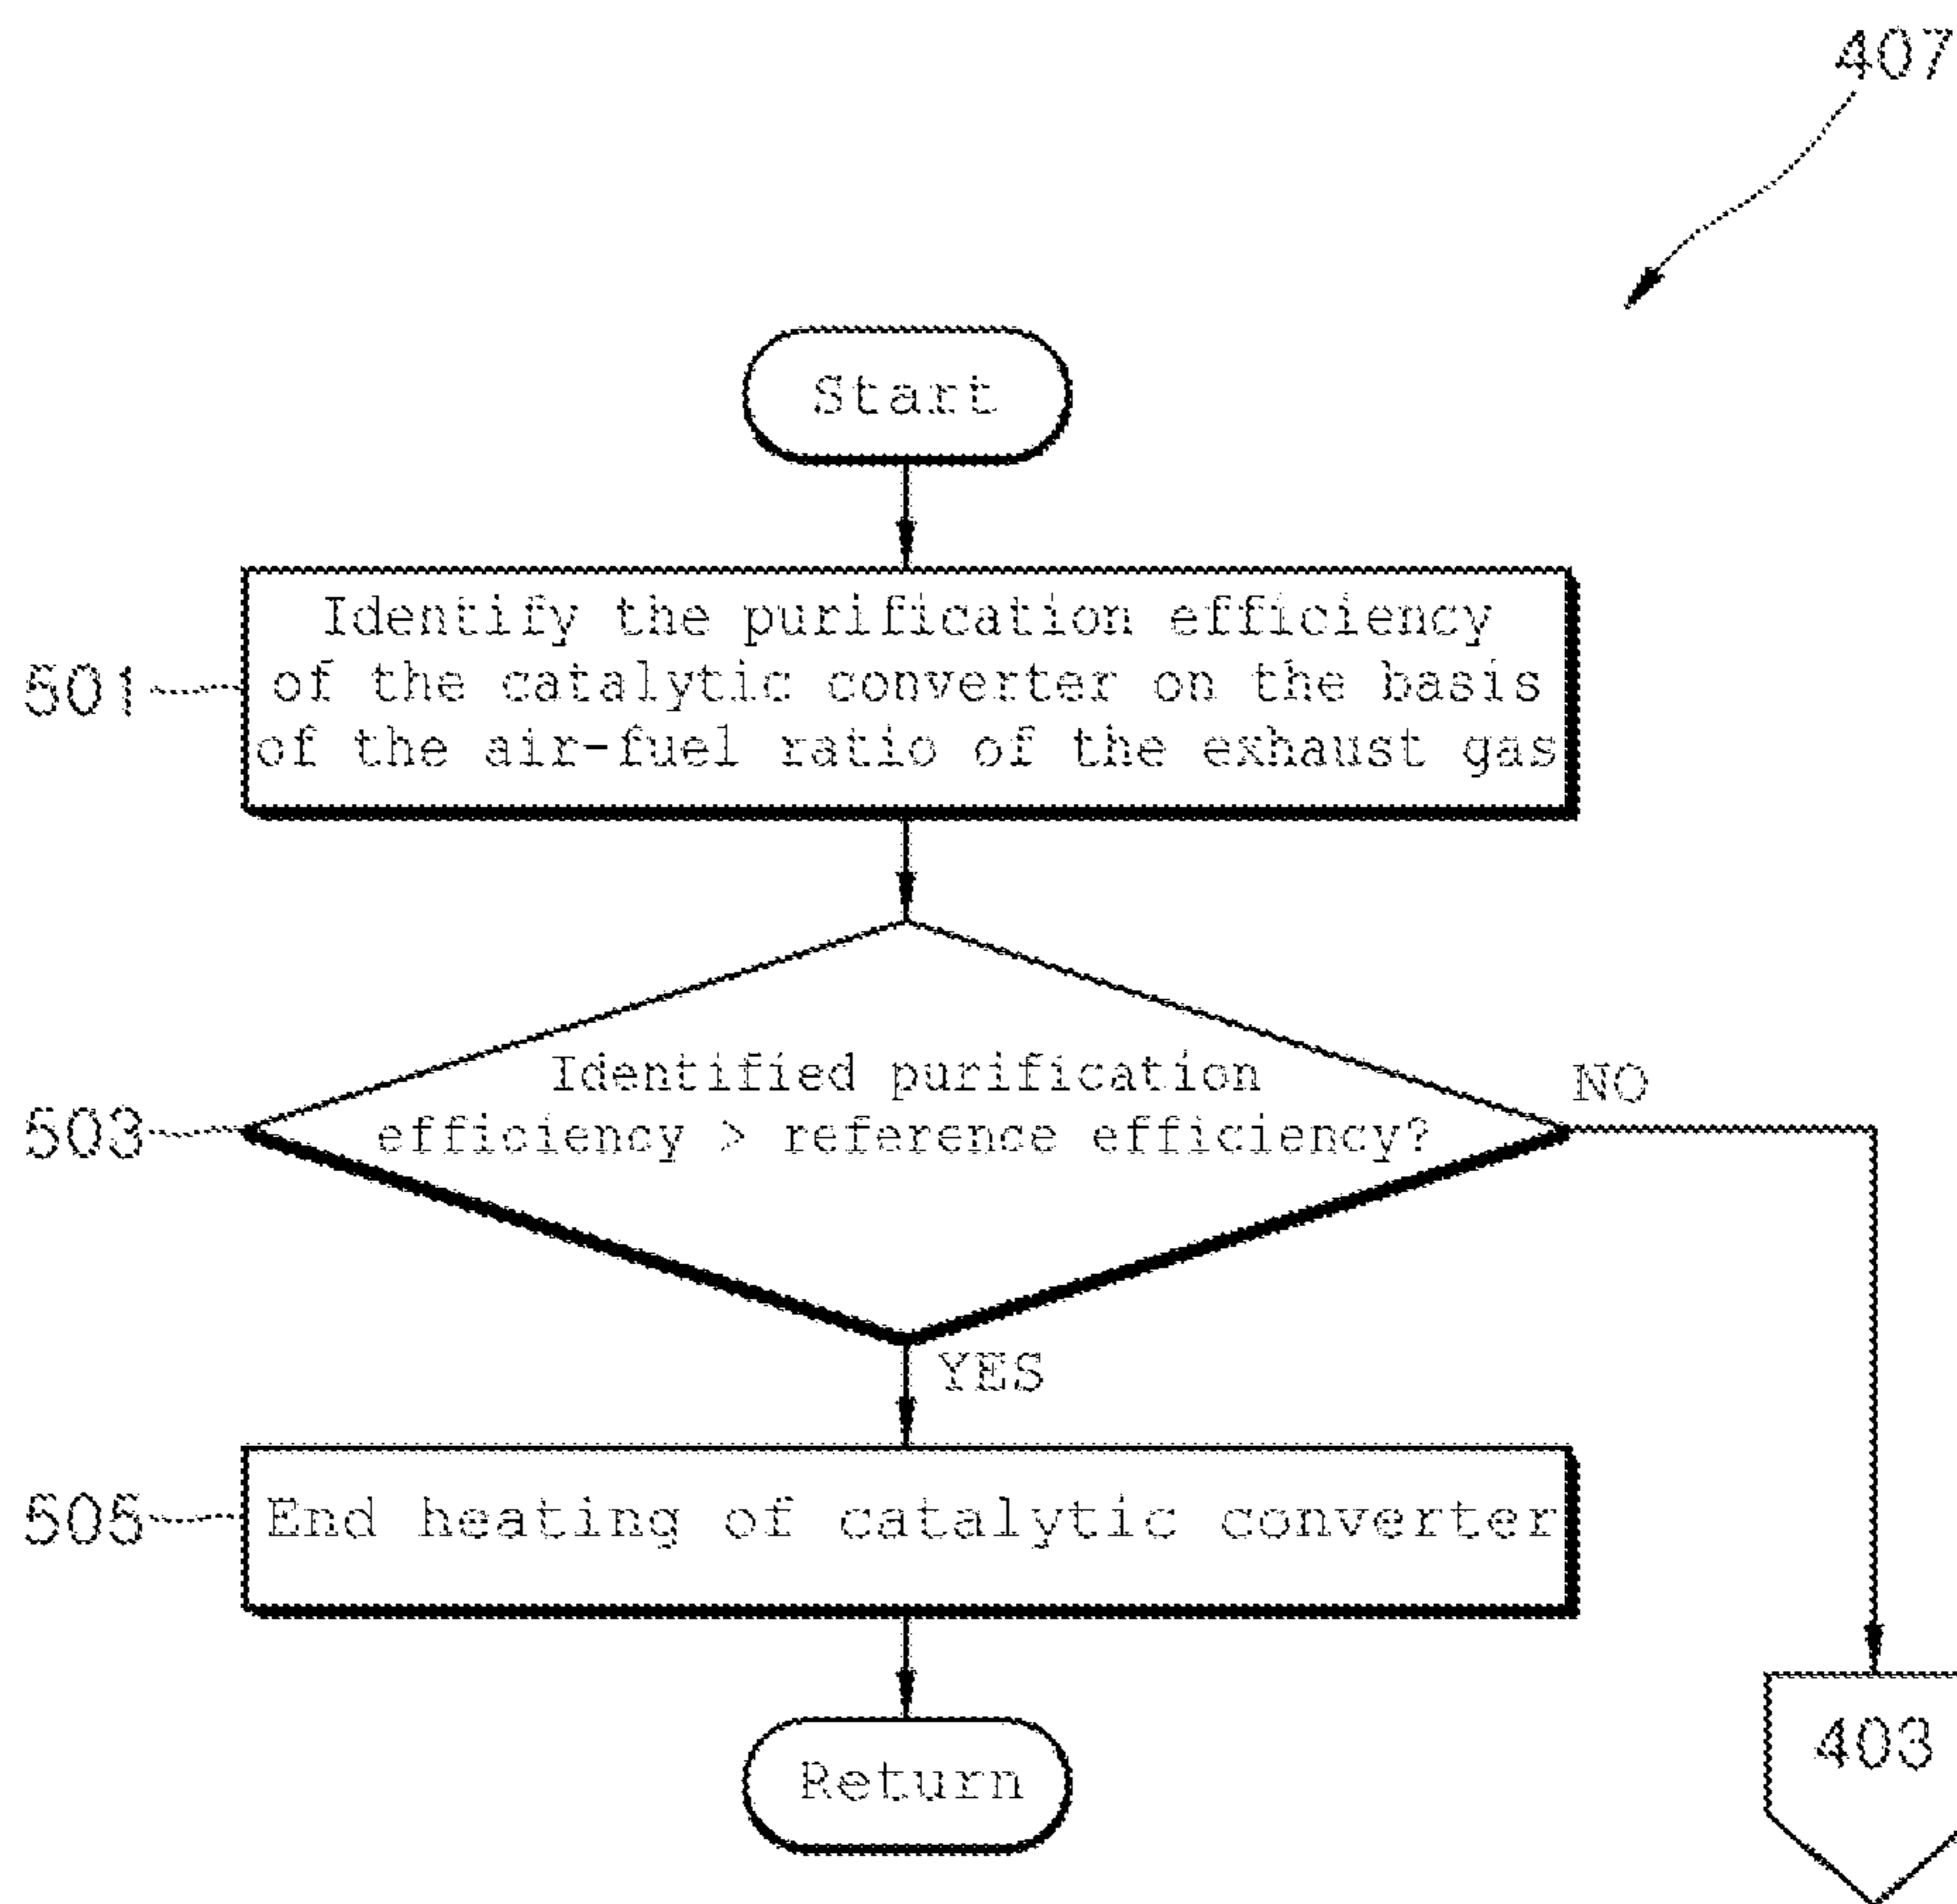 407
Start
501
Identify the purification efficiency
of the catalytic converter on the basis
of the air-fuel ratio of the exhaust gas
503
Identified purification
efficiency > reference efficiency?
NO
YES
505
End heating of catalytic converter
Return
403